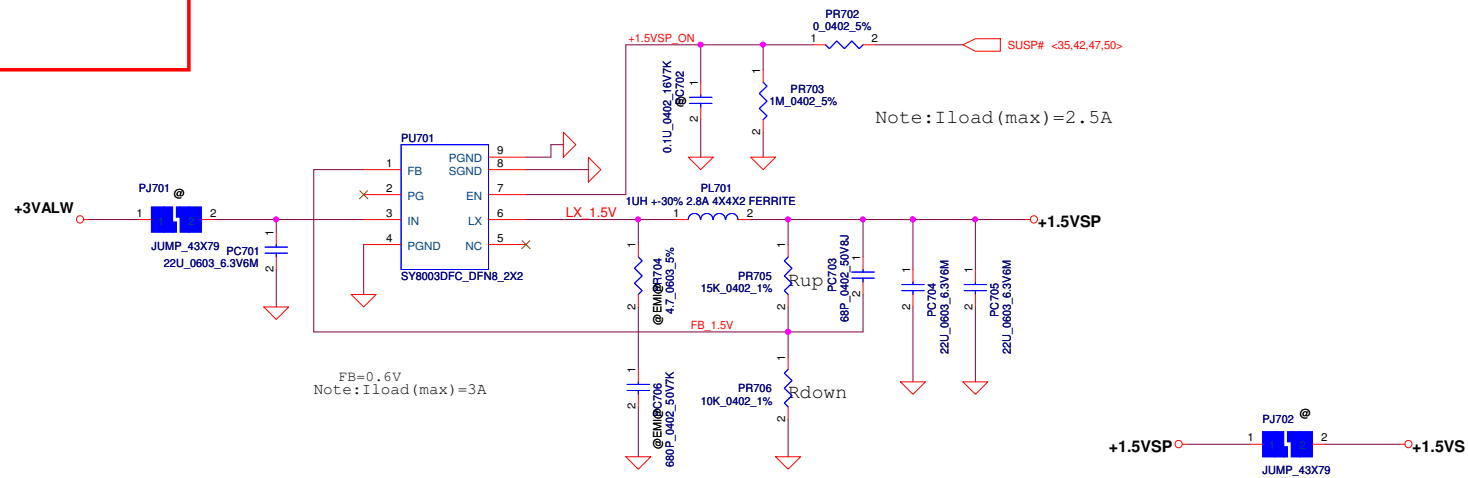 PR702
0_0402_5%
1 2
+1.5VSP_ON
SUSP# <35,42,47,50>
0.1U_0402_16V7K
@PC702
1
2
1
2
PR703
1M_0402_5%
Note:Iload(max)=2.5A
PU701
1 FB
2 PG
3 IN
4 PGND
PGND 9
SGND 8
EN 7
LX 6
NC 5
SY8003DFC_DFN8_2X2
+3VALW
PJ701 @
1 2
1 2
JUMP_43X79
PC701
22U_0603_6.3V6M
1
2
LX_1.5V
PL701
1UH +-30% 2.8A 4X4X2 FERRITE
1 2
+1.5VSP
1
2
@EMI@PR704
4.7_0603_5%
PR705
15K_0402_1%
1
2
Rup
PC703
68P_0402_50V8J
1
2
1
2
PC704
22U_0603_6.3V6M
1
2
PC705
22U_0603_6.3V6M
FB_1.5V
FB=0.6V
Note:Iload(max)=3A
1
2
@EMI@PC706
680P_0402_50V7K
PR706
10K_0402_1%
1
2
Rdown
+1.5VSP
PJ702 @
1 2
1 2
JUMP_43X79
+1.5VS